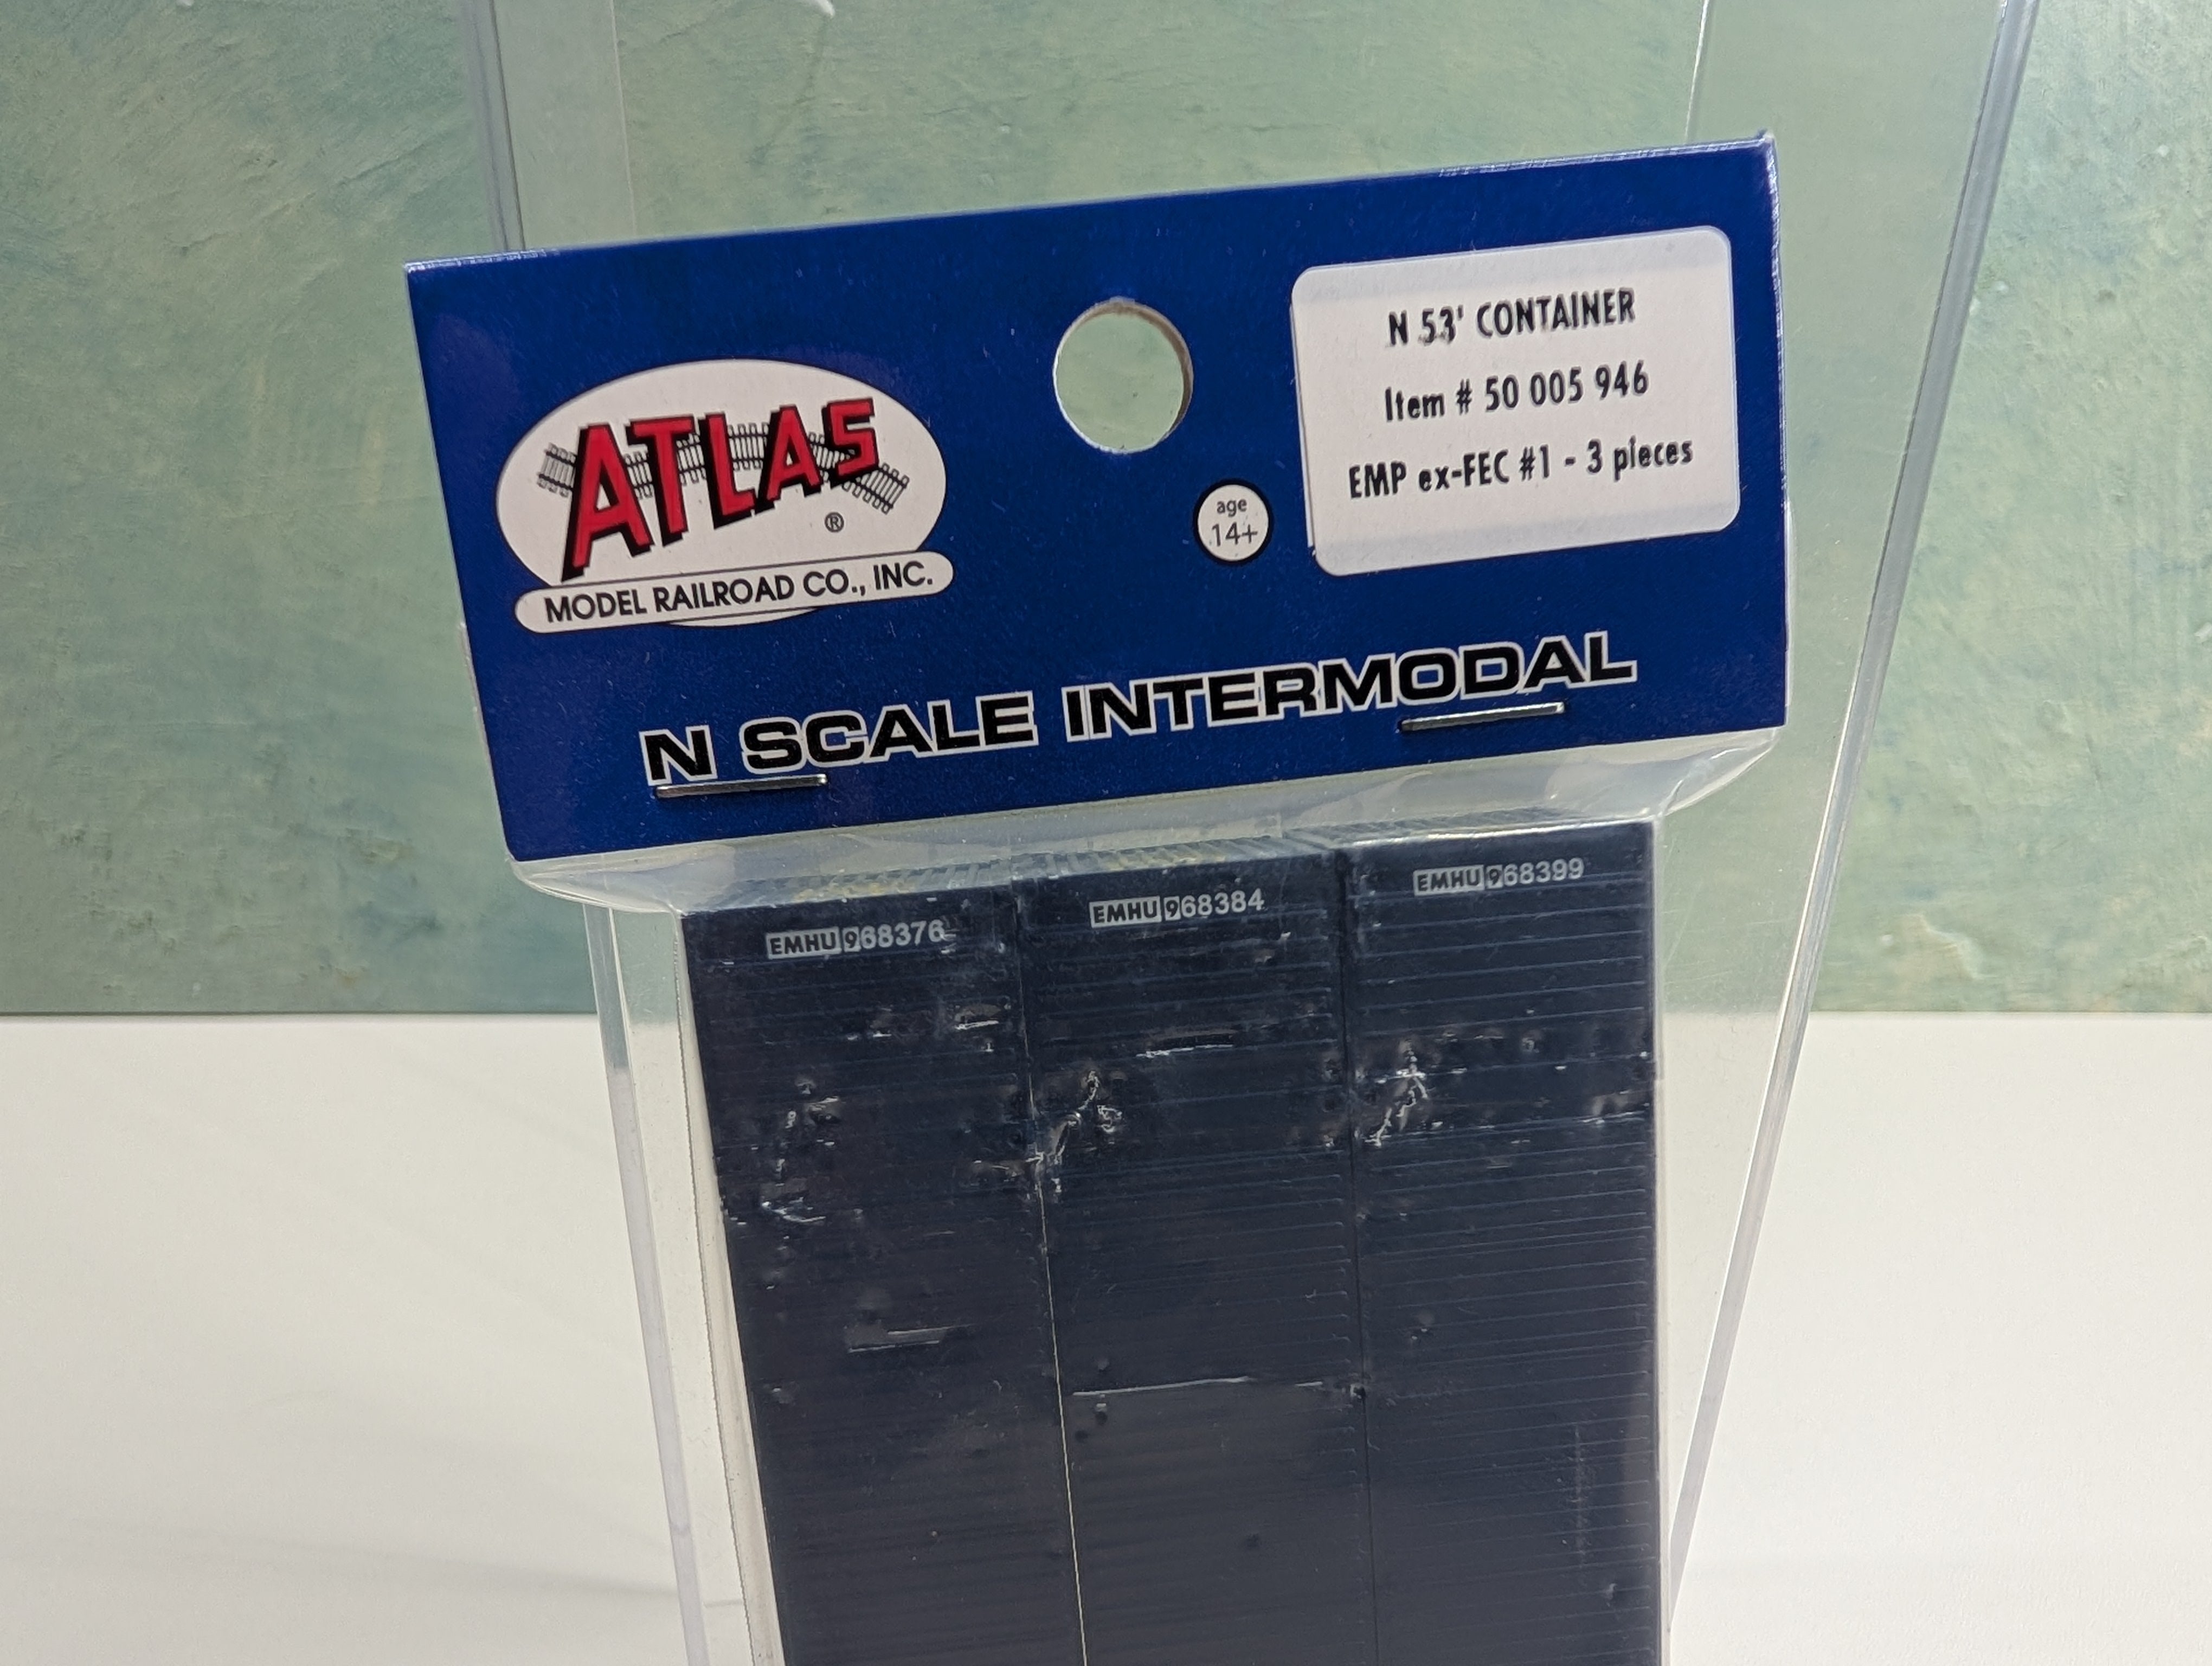 ATLAS
®
MODEL RAILROAD CO., INC.
age
14+
N 53' CONTAINER
Item # 50 005 946
EMP ex-FEC #1 - 3 pieces
N SCALE INTERMODAL
EMHU 968376
EMHU 968384
EMHU 968399